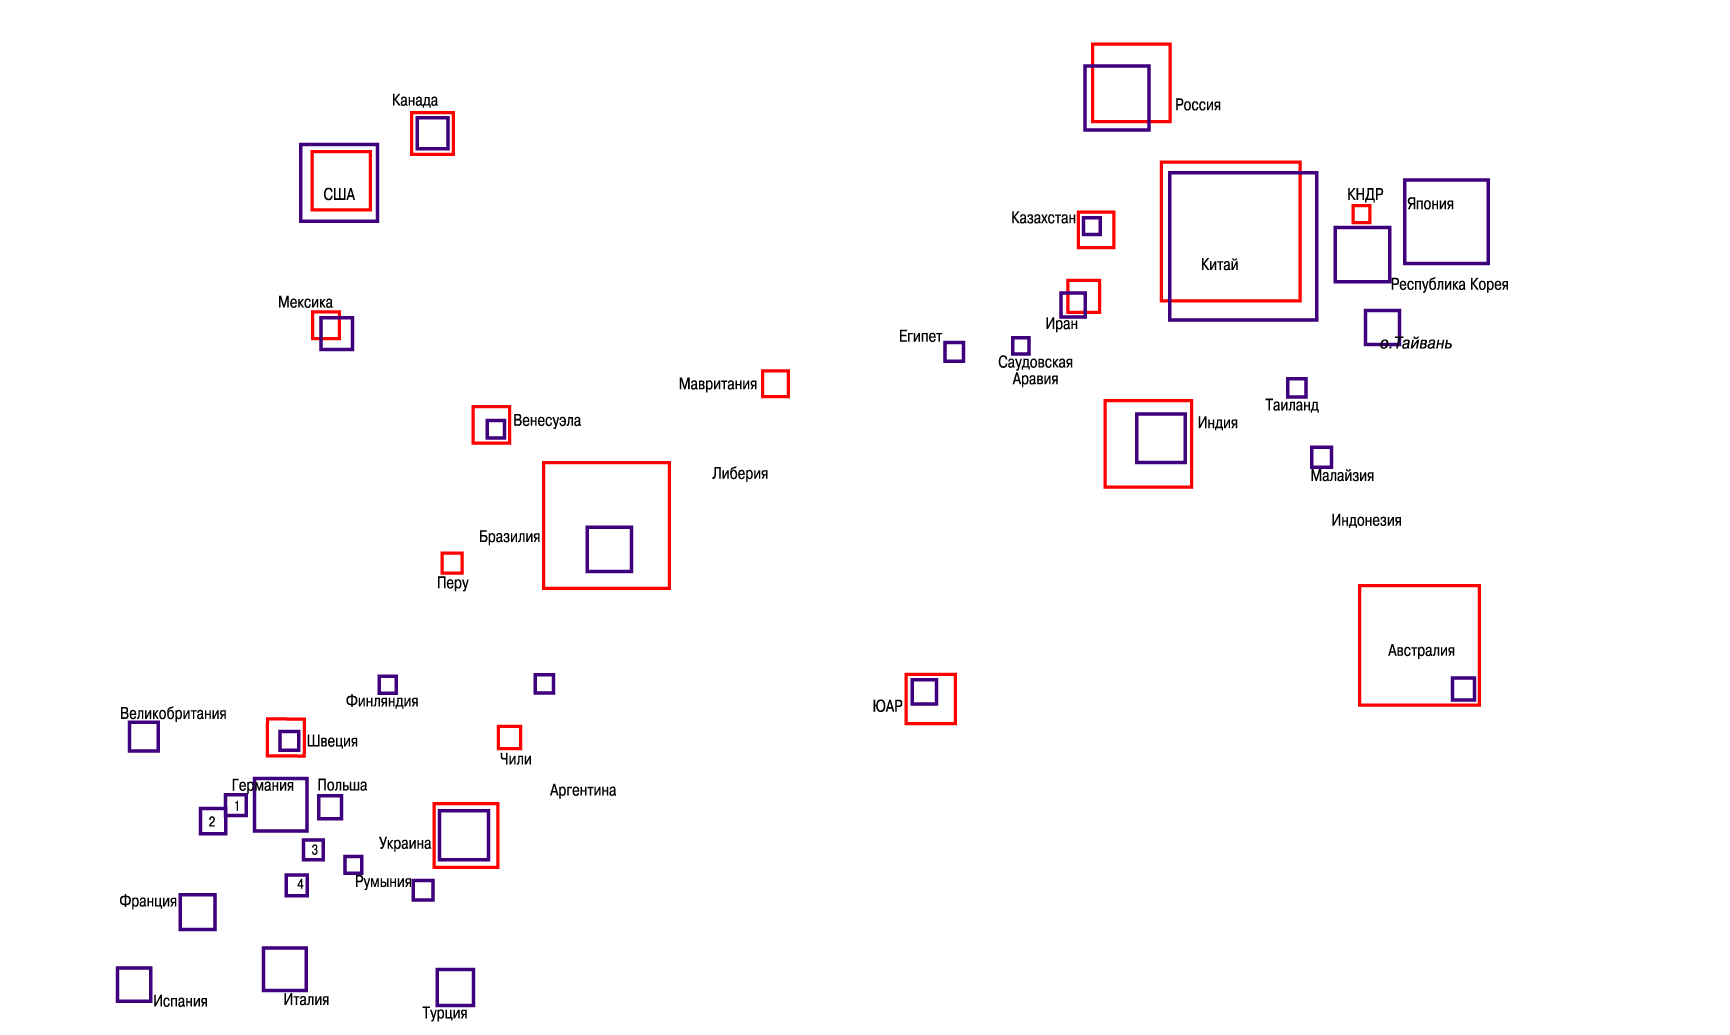 Канада
Россия
США
КНДР
Япония
Казахстан
Китай
Республика Корея
Мексика
Иран
Египет
о.Тайвань
Саудовская
Аравия
Мавритания
Таиланд
Венесуэла
Индия
Либерия
Малайзия
Индонезия
Бразилия
Перу
Австралия
Финляндия
ЮАР
Великобритания
Швеция
Чили
Германия
Польша
Аргентина
1
2
Украина
3
Румыния
4
Франция
Испания
Италия
Турция